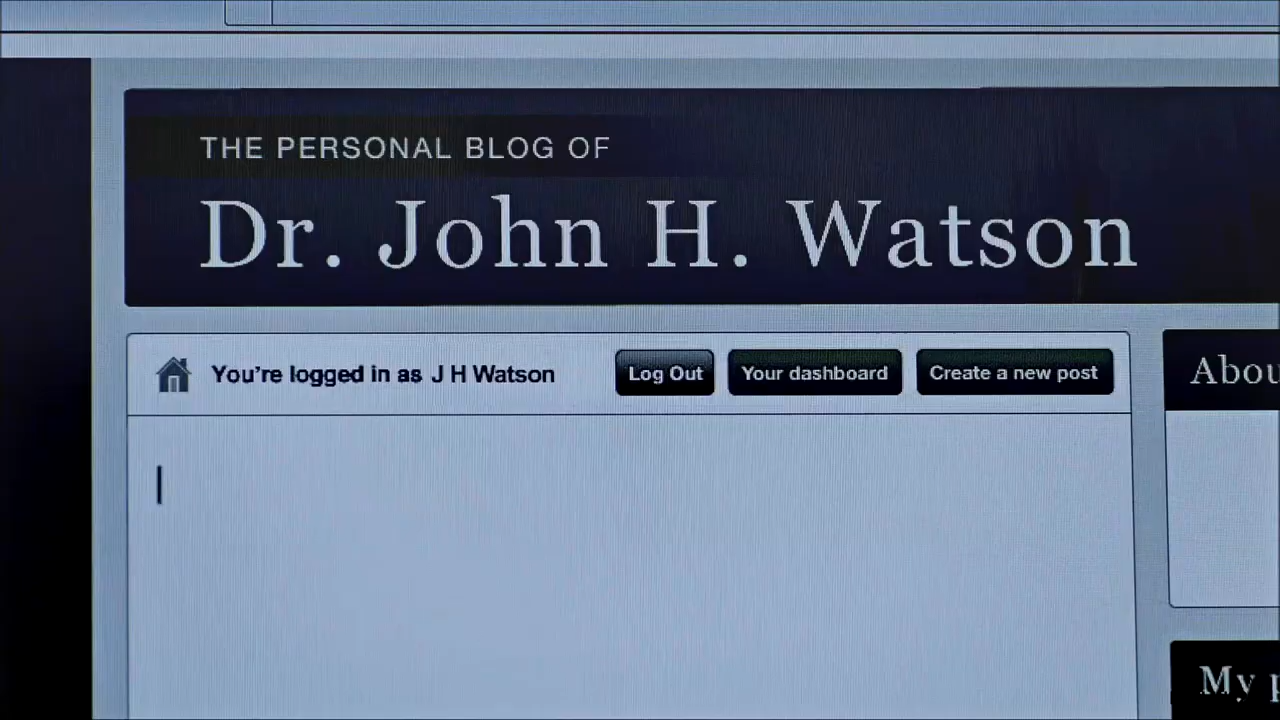 THE PERSONAL BLOG OF
Dr. John H. Watson
You're logged in as J H Watson
Log Out
Your dashboard
Create a new post
My